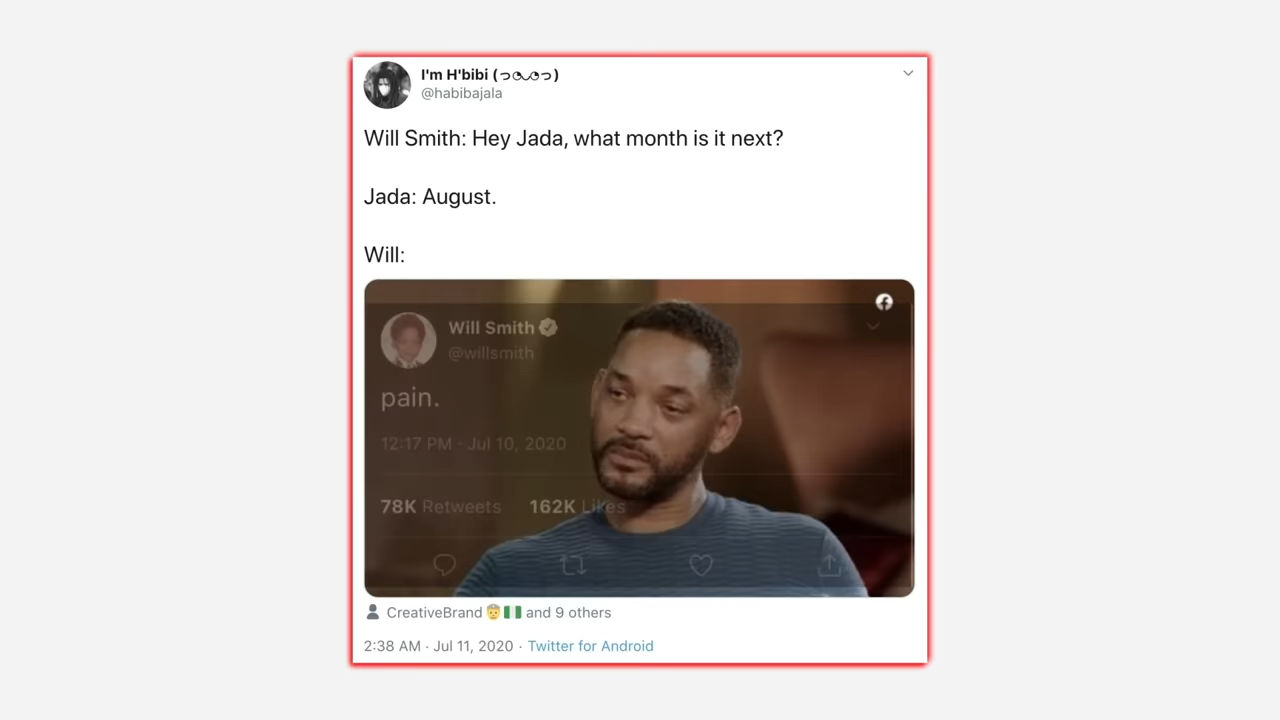 I'm H'bibi (っ◔◡◔っ)
@habibajala
Will Smith: Hey Jada, what month is it next?
Jada: August.
Will:
Will Smith
@willsmith
pain.
12:17 PM - Jul 10, 2020
78K Retweets 162K Likes
CreativeBrand 😇🇳🇬 and 9 others
2:38 AM · Jul 11, 2020 · Twitter for Android